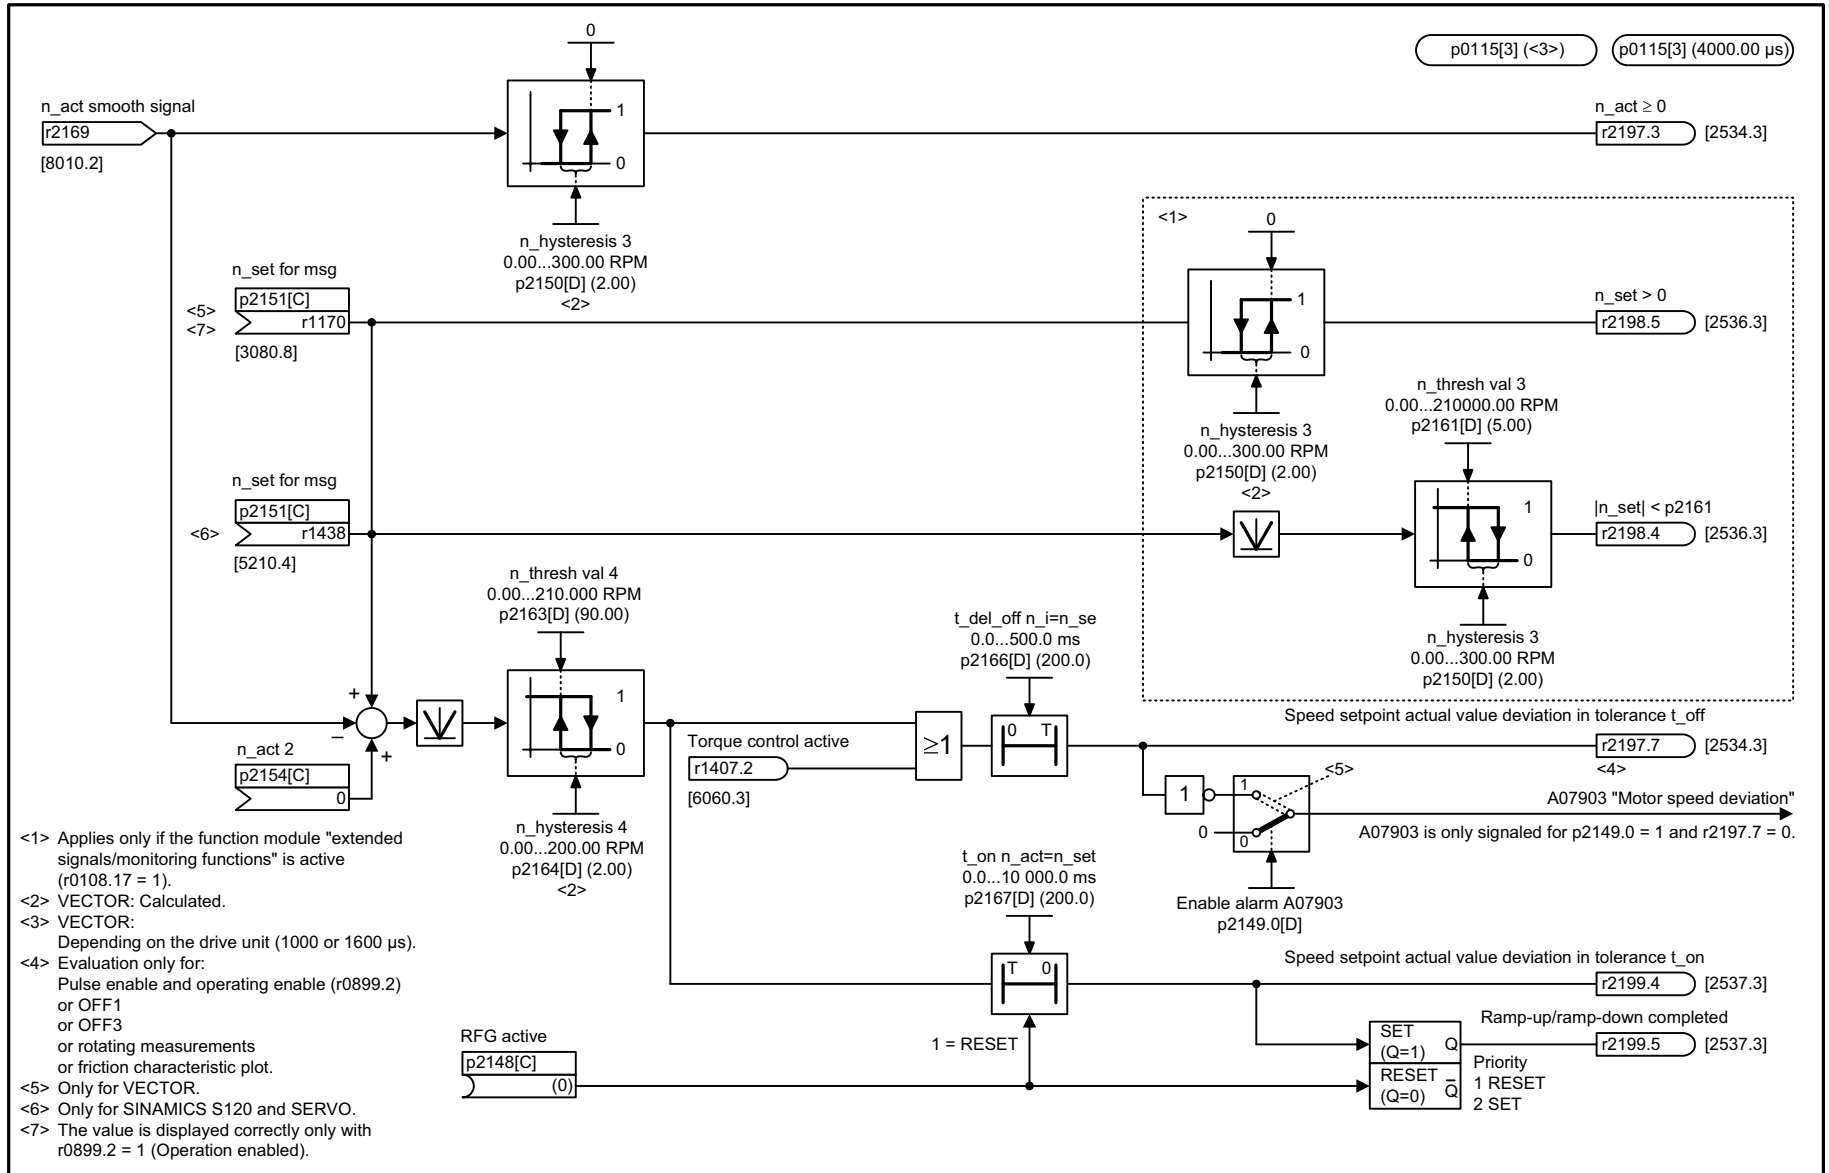 p0115[3] (<3>)
p0115[3] (4000.00 µs)
0
n_act smooth signal
r2169
[8010.2]
1
0
n_hysteresis 3
0.00...300.00 RPM
p2150[D] (2.00)
<2>
n_act ≥ 0
r2197.3
[2534.3]
<1>
0
1
0
n_hysteresis 3
0.00...300.00 RPM
p2150[D] (2.00)
<2>
n_set > 0
r2198.5
[2536.3]
n_set for msg
<5>
<7>
p2151[C]
r1170
[3080.8]
n_thresh val 3
0.00...210000.00 RPM
p2161[D] (5.00)
1
0
n_hysteresis 3
0.00...300.00 RPM
p2150[D] (2.00)
|n_set| < p2161
r2198.4
[2536.3]
n_set for msg
<6>
p2151[C]
r1438
[5210.4]
n_thresh val 4
0.00...210.000 RPM
p2163[D] (90.00)
1
0
n_hysteresis 4
0.00...200.00 RPM
p2164[D] (2.00)
<2>
+
–
+
n_act 2
p2154[C]
0
Torque control active
r1407.2
[6060.3]
≥1
t_del_off n_i=n_se
0.0...500.0 ms
p2166[D] (200.0)
0 T
Speed setpoint actual value deviation in tolerance t_off
r2197.7
[2534.3]
<4>
1
<5>
1
0
0
A07903 "Motor speed deviation"
A07903 is only signaled for p2149.0 = 1 and r2197.7 = 0.
Enable alarm A07903
p2149.0[D]
t_on n_act=n_set
0.0...10 000.0 ms
p2167[D] (200.0)
T 0
1 = RESET
Speed setpoint actual value deviation in tolerance t_on
r2199.4
[2537.3]
Ramp-up/ramp-down completed
r2199.5
[2537.3]
SET
(Q=1)
Q
RESET
(Q=0)
Q̅
Priority
1 RESET
2 SET
RFG active
p2148[C]
(0)
<1> Applies only if the function module "extended
signals/monitoring functions" is active
(r0108.17 = 1).
<2> VECTOR: Calculated.
<3> VECTOR:
Depending on the drive unit (1000 or 1600 µs).
<4> Evaluation only for:
Pulse enable and operating enable (r0899.2)
or OFF1
or OFF3
or rotating measurements
or friction characteristic plot.
<5> Only for VECTOR.
<6> Only for SINAMICS S120 and SERVO.
<7> The value is displayed correctly only with
r0899.2 = 1 (Operation enabled).